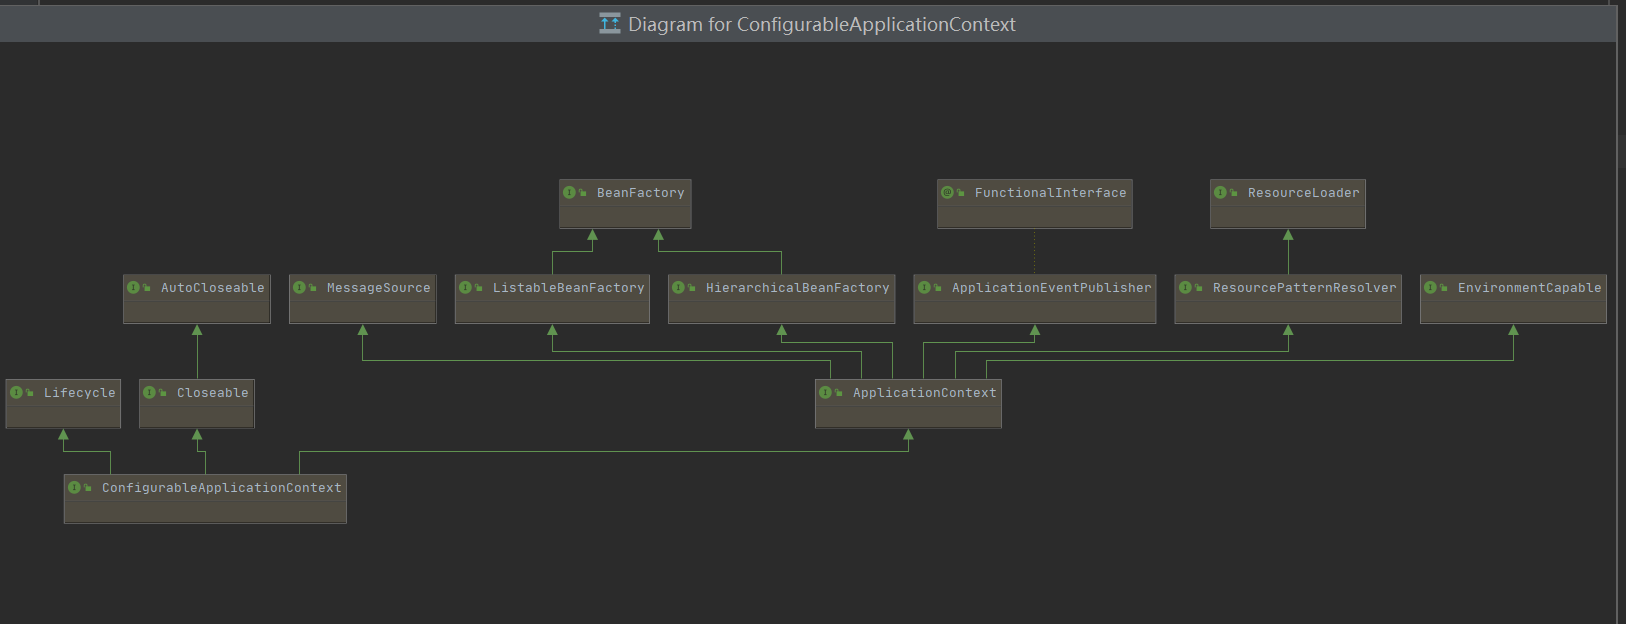 Diagram for ConfigurableApplicationContext
BeanFactory
FunctionalInterface
ResourceLoader
AutoCloseable
MessageSource
ListableBeanFactory
HierarchicalBeanFactory
ApplicationEventPublisher
ResourcePatternResolver
EnvironmentCapable
Lifecycle
Closeable
ApplicationContext
ConfigurableApplicationContext